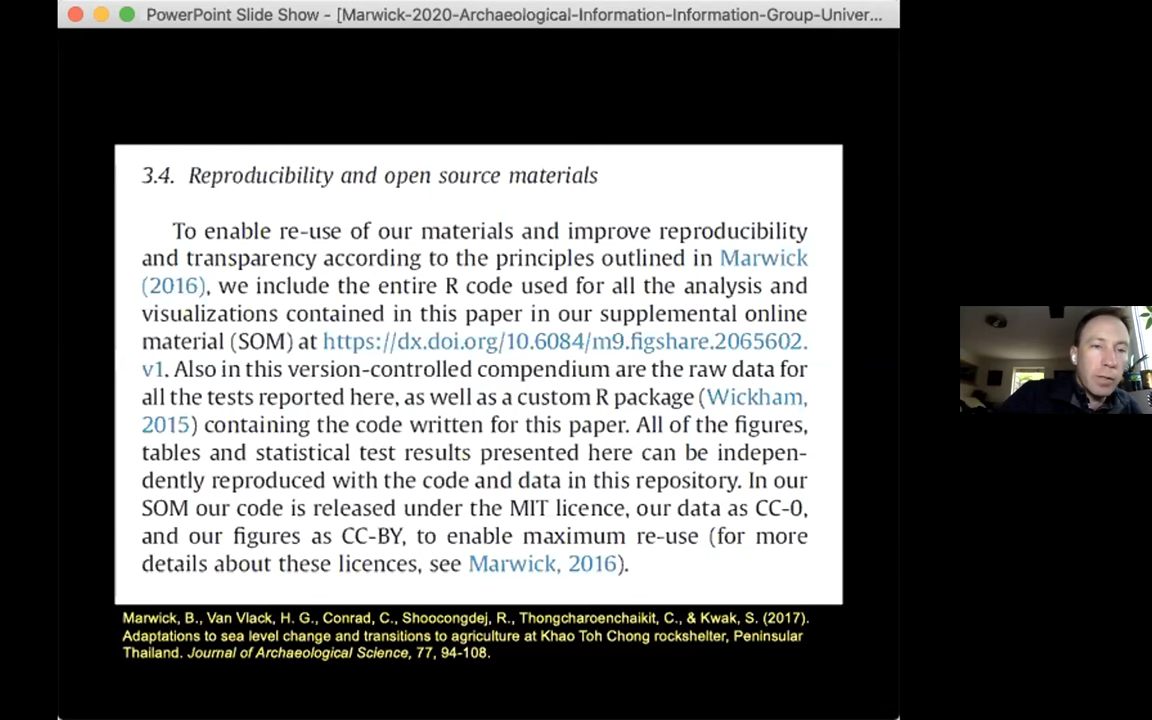 PowerPoint Slide Show - [Marwick-2020-Archaeological-Information-Information-Group-Univer...
3.4. Reproducibility and open source materials
To enable re-use of our materials and improve reproducibility
and transparency according to the principles outlined in Marwick
(2016), we include the entire R code used for all the analysis and
visualizations contained in this paper in our supplemental online
material (SOM) at https://dx.doi.org/10.6084/m9.figshare.2065602.
v1. Also in this version-controlled compendium are the raw data for
all the tests reported here, as well as a custom R package (Wickham,
2015) containing the code written for this paper. All of the figures,
tables and statistical test results presented here can be indepen-
dently reproduced with the code and data in this repository. In our
SOM our code is released under the MIT licence, our data as CC-0,
and our figures as CC-BY, to enable maximum re-use (for more
details about these licences, see Marwick, 2016).
Marwick, B., Van Vlack, H. G., Conrad, C., Shoocongdej, R., Thongcharoenchaikit, C., & Kwak, S. (2017).
Adaptations to sea level change and transitions to agriculture at Khao Toh Chong rockshelter, Peninsular
Thailand. Journal of Archaeological Science, 77, 94-108.